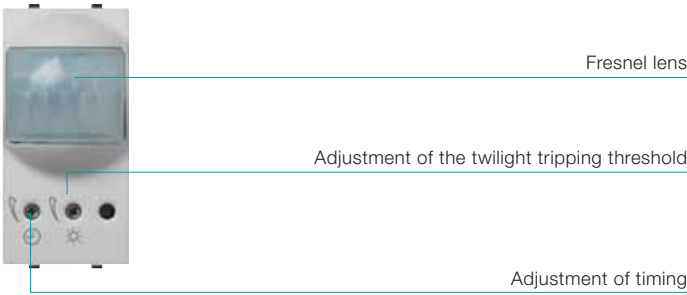 Fresnel lens
Adjustment of the twilight tripping threshold
Adjustment of timing